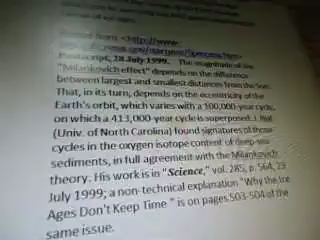 Postscript, 28 July 1999. The magnitude of the
"Milankovich effect" depends on the difference
between largest and smallest distances from the Sun.
That, in its turn, depends on the eccentricity of the
Earth's orbit, which varies with a 100,000-year cycle,
on which a 413,000-year cycle is superposed. J.
(Univ. of North Carolina) found signatures of those
cycles in the oxygen isotope content of deep-sea
sediments, in full agreement with the Milankovich
theory. His work is in "Science," vol. 285, p. 564, 23
July 1999; a non-technical explanation "Why the Ice
Ages Don't Keep Time " is on pages 503-504 of the
same issue.